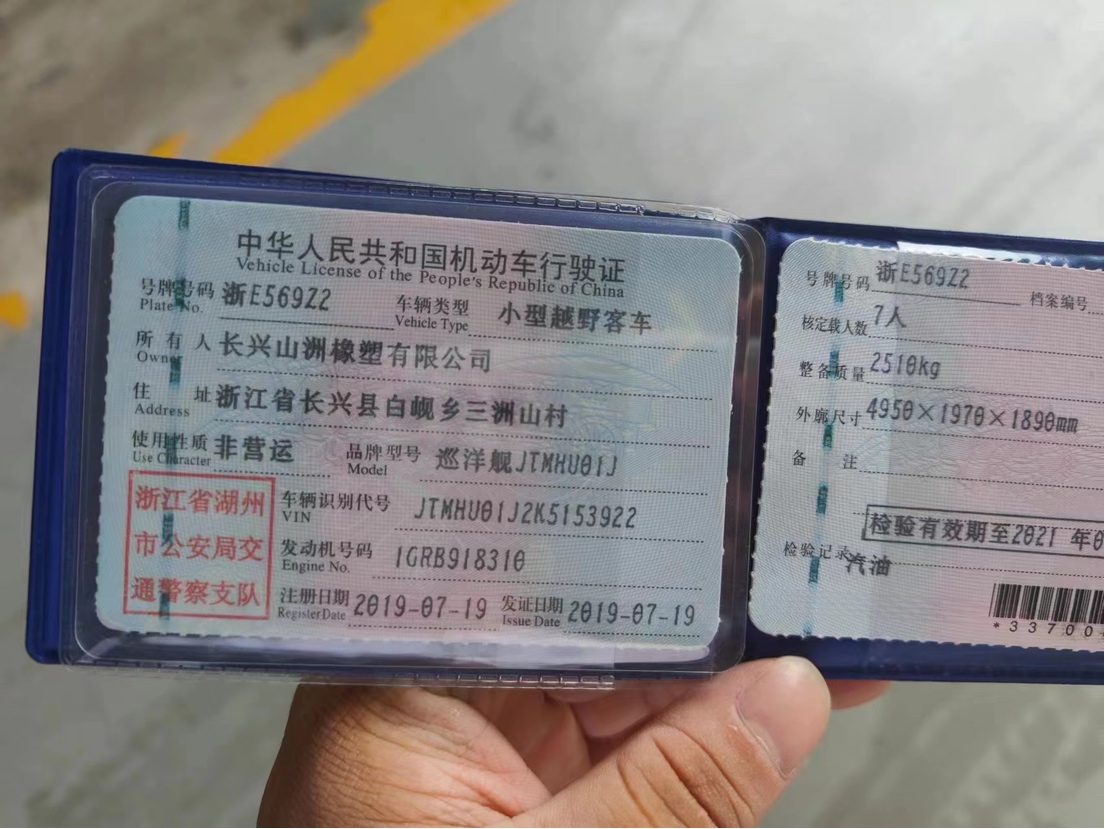 中华人民共和国机动车行驶证
Vehicle License of the People's Republic of China
号牌号码 浙E569Z2 车辆类型 小型越野客车
Plate No. Vehicle Type
所有人 长兴山洲橡塑有限公司
Owner
住址 浙江省长兴县白岘乡三洲山村
Address
使用性质 非营运 品牌型号 巡洋舰JTMHU01J
Use Character Model
浙江省湖州
市公安局交
通警察支队
车辆识别代号 JTMHU01J2K5153922
VIN
发动机号码 1GRB918310
Engine No.
注册日期 2019-07-19 发证日期 2019-07-19
Register Date Issue Date
号牌号码 浙E569Z2 档案编号
核定载人数 7人
整备质量 2510kg
外廓尺寸 4950×1970×1890mm
备注
检验有效期至2021 年0
检验记录 汽油
*33700